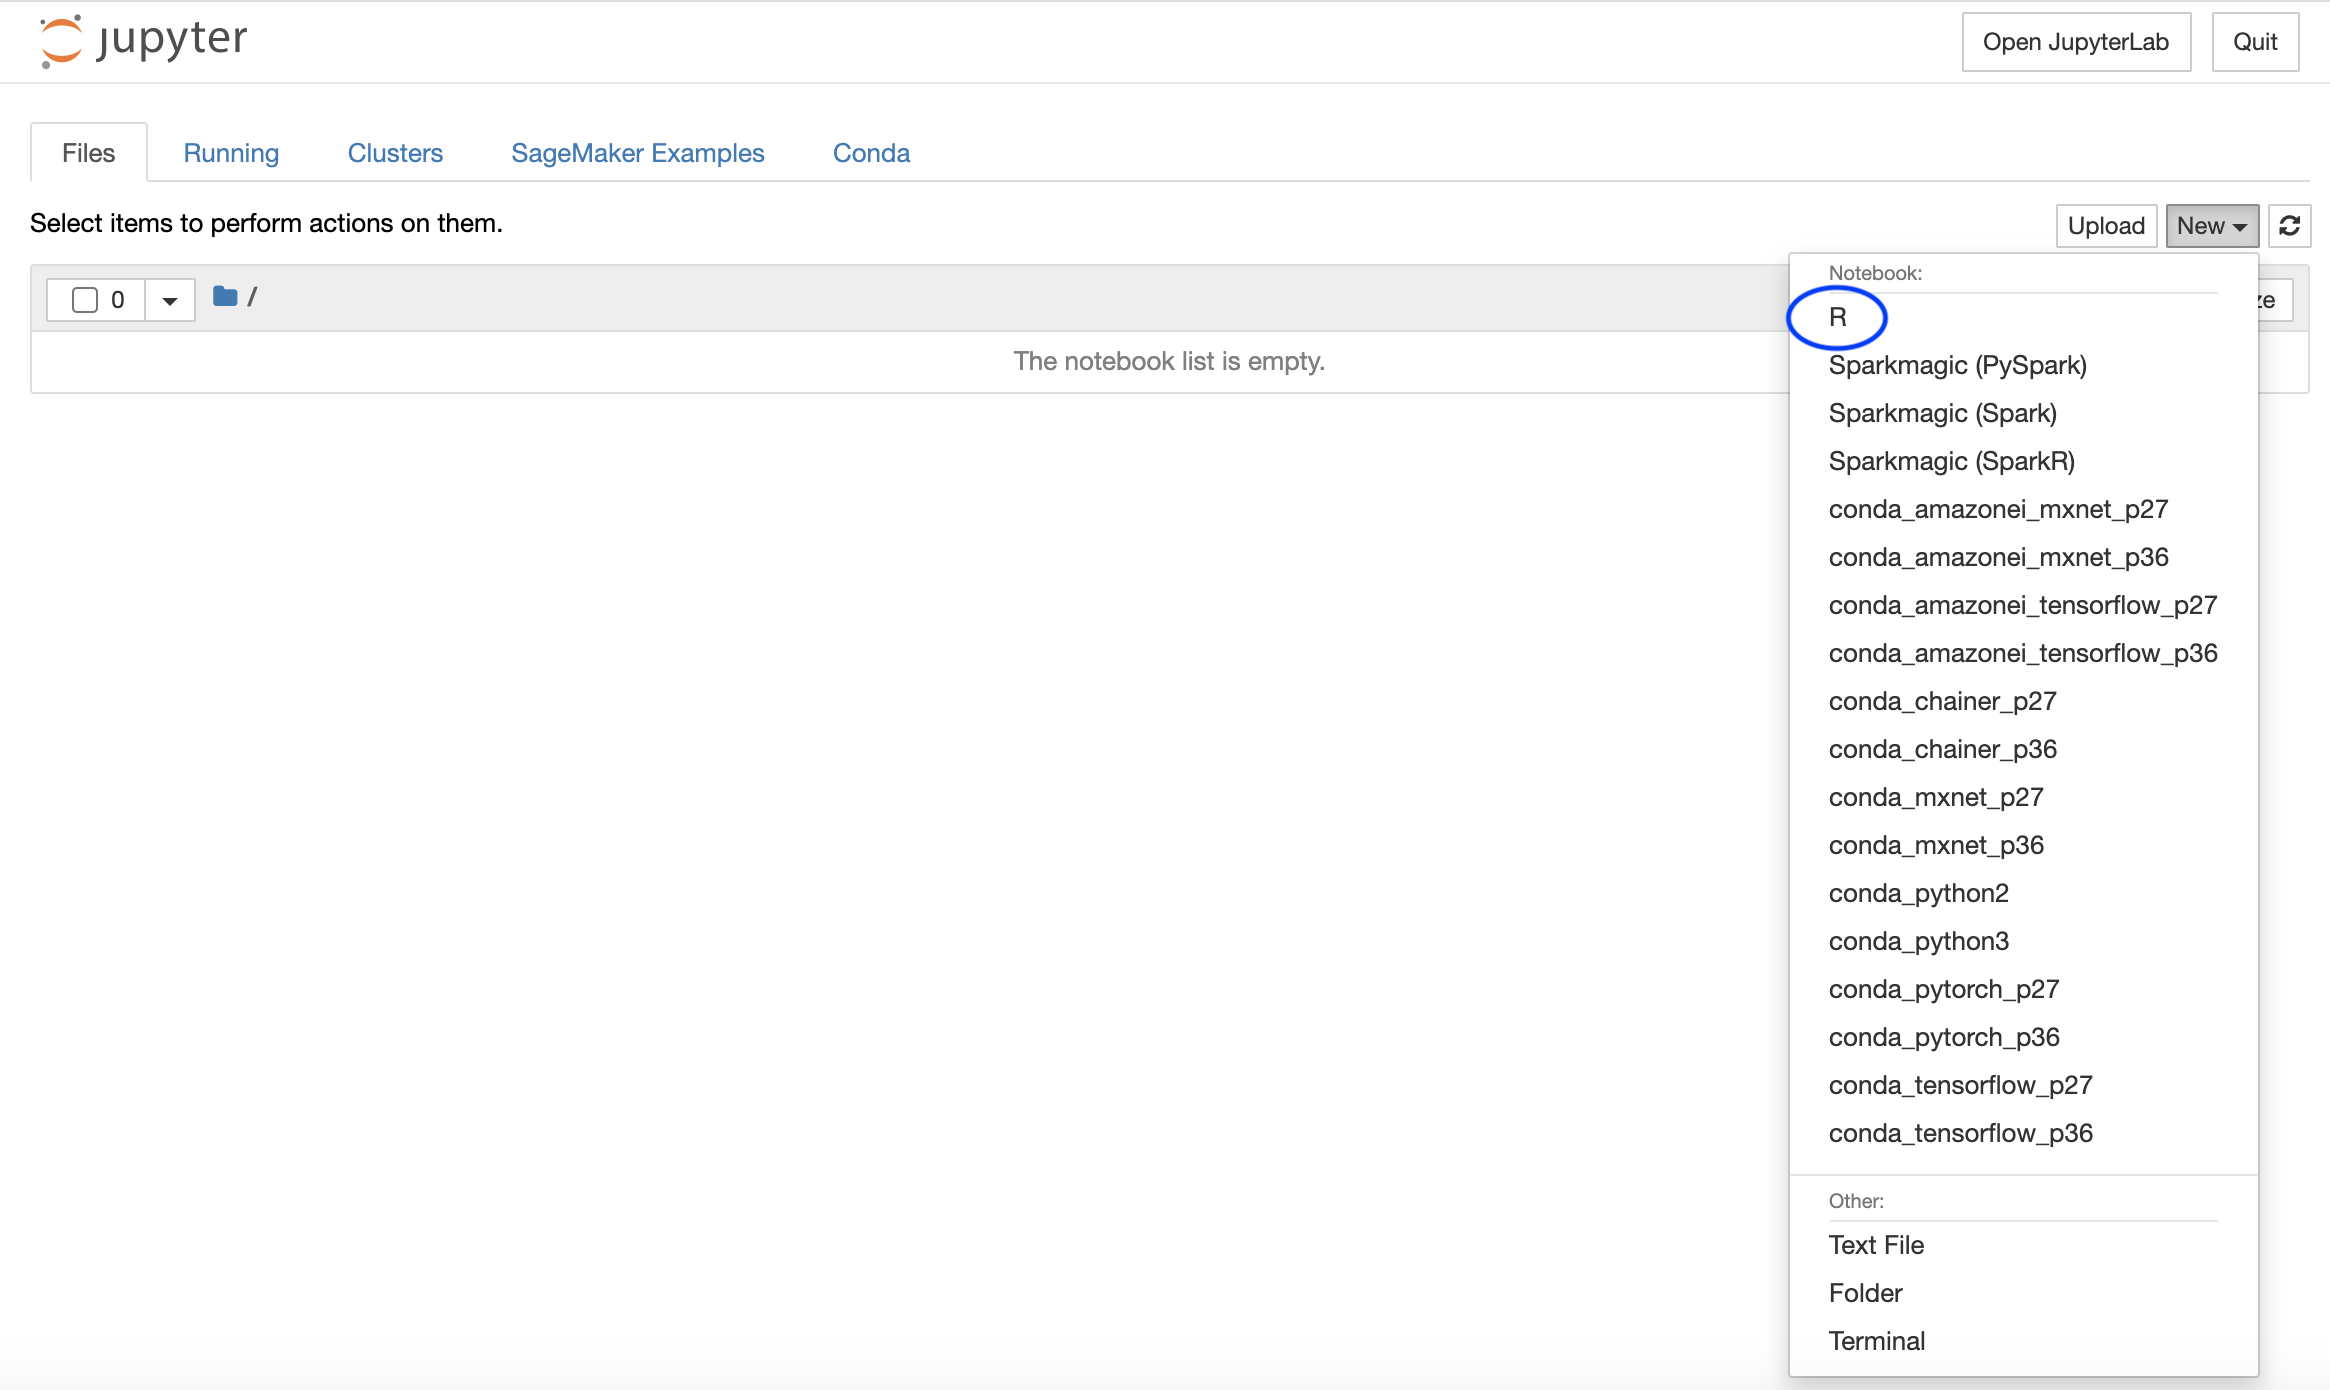 jupyter
Open JupyterLab Quit
Files Running Clusters SageMaker Examples Conda
Select items to perform actions on them.
Upload New
0 /
Notebook:
R
The notebook list is empty.
Sparkmagic (PySpark)
Sparkmagic (Spark)
Sparkmagic (SparkR)
conda_amazonei_mxnet_p27
conda_amazonei_mxnet_p36
conda_amazonei_tensorflow_p27
conda_amazonei_tensorflow_p36
conda_chainer_p27
conda_chainer_p36
conda_mxnet_p27
conda_mxnet_p36
conda_python2
conda_python3
conda_pytorch_p27
conda_pytorch_p36
conda_tensorflow_p27
conda_tensorflow_p36
Other:
Text File
Folder
Terminal